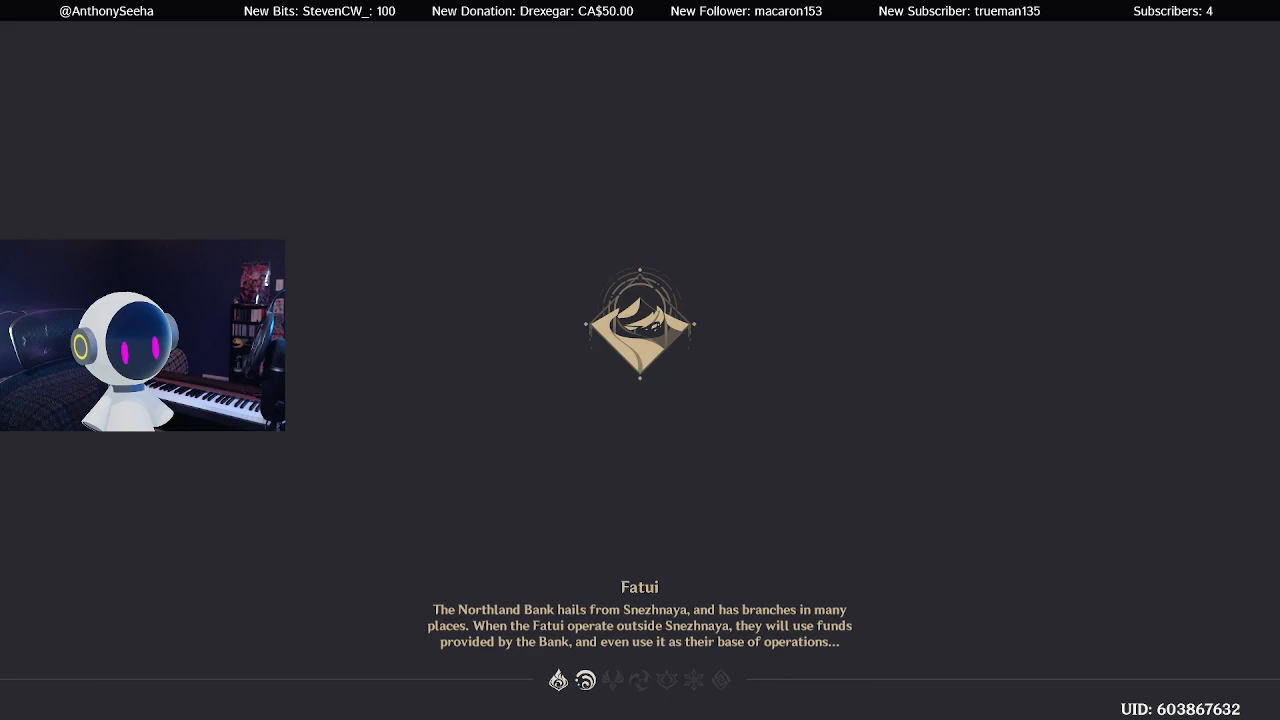 @AnthonySeeha New Bits: StevenCW_: 100 New Donation: Drexegar: CA$50.00 New Follower: macaron153 New Subscriber: trueman135 Subscribers: 4
Fatui
The Northland Bank hails from Snezhnaya, and has branches in many
places. When the Fatui operate outside Snezhnaya, they will use funds
provided by the Bank, and even use it as their base of operations...
UID: 603867632